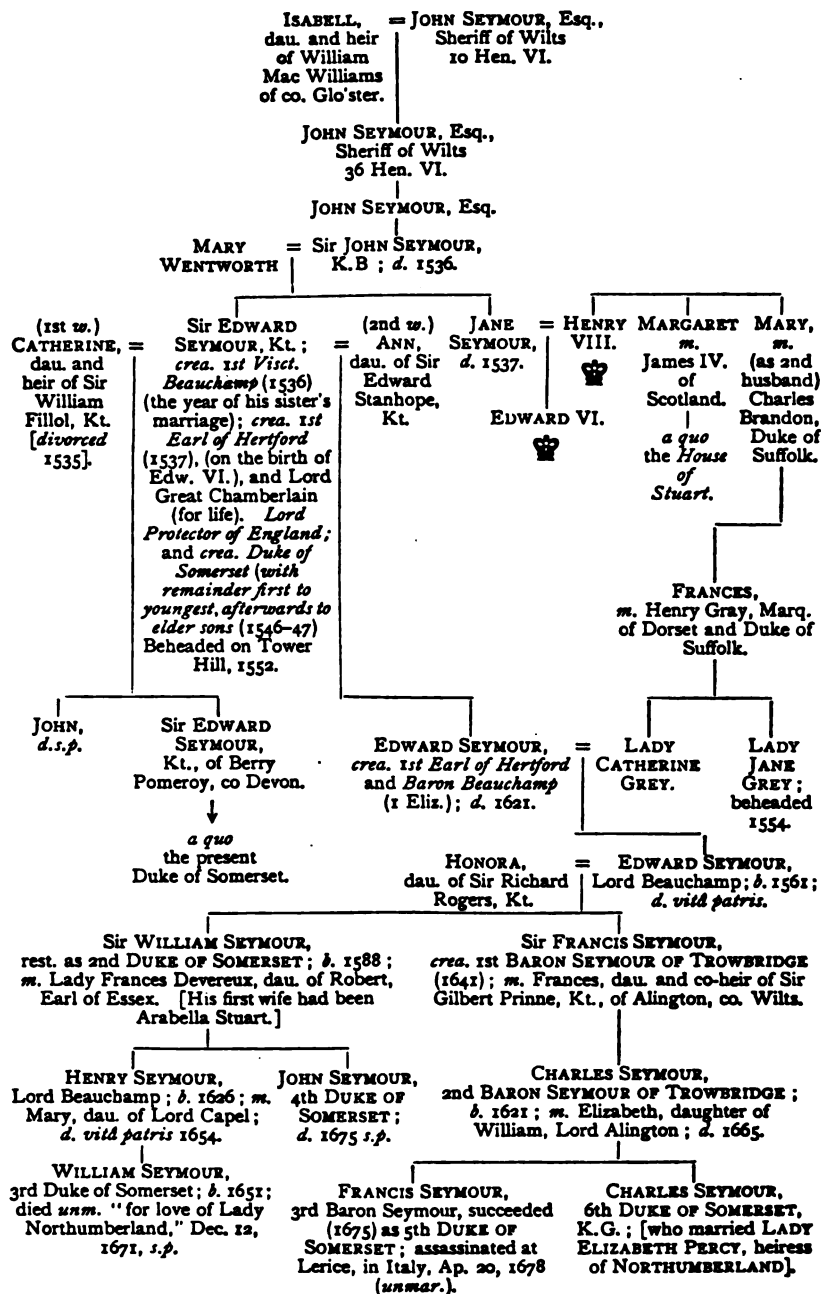 ISABELL,
dau. and heir
of William
Mac Williams
of co. Glo'ster.
= JOHN SEYMOUR, Esq.,
Sheriff of Wilts
10 Hen. VI.
JOHN SEYMOUR, Esq.,
Sheriff of Wilts
36 Hen. VI.
JOHN SEYMOUR, Esq.
MARY
WENTWORTH
= Sir JOHN SEYMOUR,
K.B ; d. 1536.
(1st w.)
CATHERINE, =
dau. and
heir of Sir
William
Fillol, Kt.
[divorced
1535].
Sir EDWARD
SEYMOUR, Kt. ;
crea. 1st Visct.
Beauchamp (1536)
(the year of his sister's
marriage); crea. 1st
Earl of Hertford
(1537), (on the birth of
Edw. VI.), and Lord
Great Chamberlain
(for life). Lord
Protector of England;
and crea. Duke of
Somerset (with
remainder first to
youngest, afterwards to
elder sons (1546-47)
Beheaded on Tower
Hill, 1552.
(2nd w.)
= ANN,
dau. of Sir
Edward
Stanhope,
Kt.
JANE
SEYMOUR,
d. 1537.
= HENRY
VIII.
EDWARD VI.
MARGARET
m.
James IV.
of
Scotland.
a quo
the House
of
Stuart.
MARY,
m.
(as 2nd
husband)
Charles
Brandon,
Duke of
Suffolk.
FRANCES,
m. Henry Gray, Marq.
of Dorset and Duke of
Suffolk.
JOHN,
d.s.p.
Sir EDWARD
SEYMOUR,
Kt., of Berry
Pomeroy, co Devon.
a quo
the present
Duke of Somerset.
EDWARD SEYMOUR, =
crea. 1st Earl of Hertford
and Baron Beauchamp
(1 Eliz.) ; d. 1621.
LADY
CATHERINE
GREY.
LADY
JANE
GREY ;
beheaded
1554.
HONORA, =
dau. of Sir Richard
Rogers, Kt.
EDWARD SEYMOUR,
Lord Beauchamp ; b. 1561 ;
d. vitâ patris.
Sir WILLIAM SEYMOUR,
rest. as 2nd DUKE OF SOMERSET ; b. 1588 ;
m. Lady Frances Devereux, dau. of Robert,
Earl of Essex. [His first wife had been
Arabella Stuart.]
Sir FRANCIS SEYMOUR,
crea. 1st BARON SEYMOUR OF TROWBRIDGE
(1641) ; m. Frances, dau. and co-heir of Sir
Gilbert Prinne, Kt., of Alington, co. Wilts.
HENRY SEYMOUR,
Lord Beauchamp ; b. 1626 ; m.
Mary, dau. of Lord Capel ;
d. vitâ patris 1654.
JOHN SEYMOUR,
4th DUKE OF
SOMERSET ;
d. 1675 s.p.
CHARLES SEYMOUR,
2nd BARON SEYMOUR OF TROWBRIDGE ;
b. 1621 ; m. Elizabeth, daughter of
William, Lord Alington ; d. 1665.
WILLIAM SEYMOUR,
3rd Duke of Somerset ; b. 1651 ;
died unm. "for love of Lady
Northumberland," Dec. 12,
1671, s.p.
FRANCIS SEYMOUR,
3rd Baron Seymour, succeeded
(1675) as 5th DUKE OF
SOMERSET ; assassinated at
Lerice, in Italy, Ap. 20, 1678
(unmar.).
CHARLES SEYMOUR,
6th DUKE OF SOMERSET,
K.G. ; [who married LADY
ELIZABETH PERCY, heiress
of NORTHUMBERLAND].